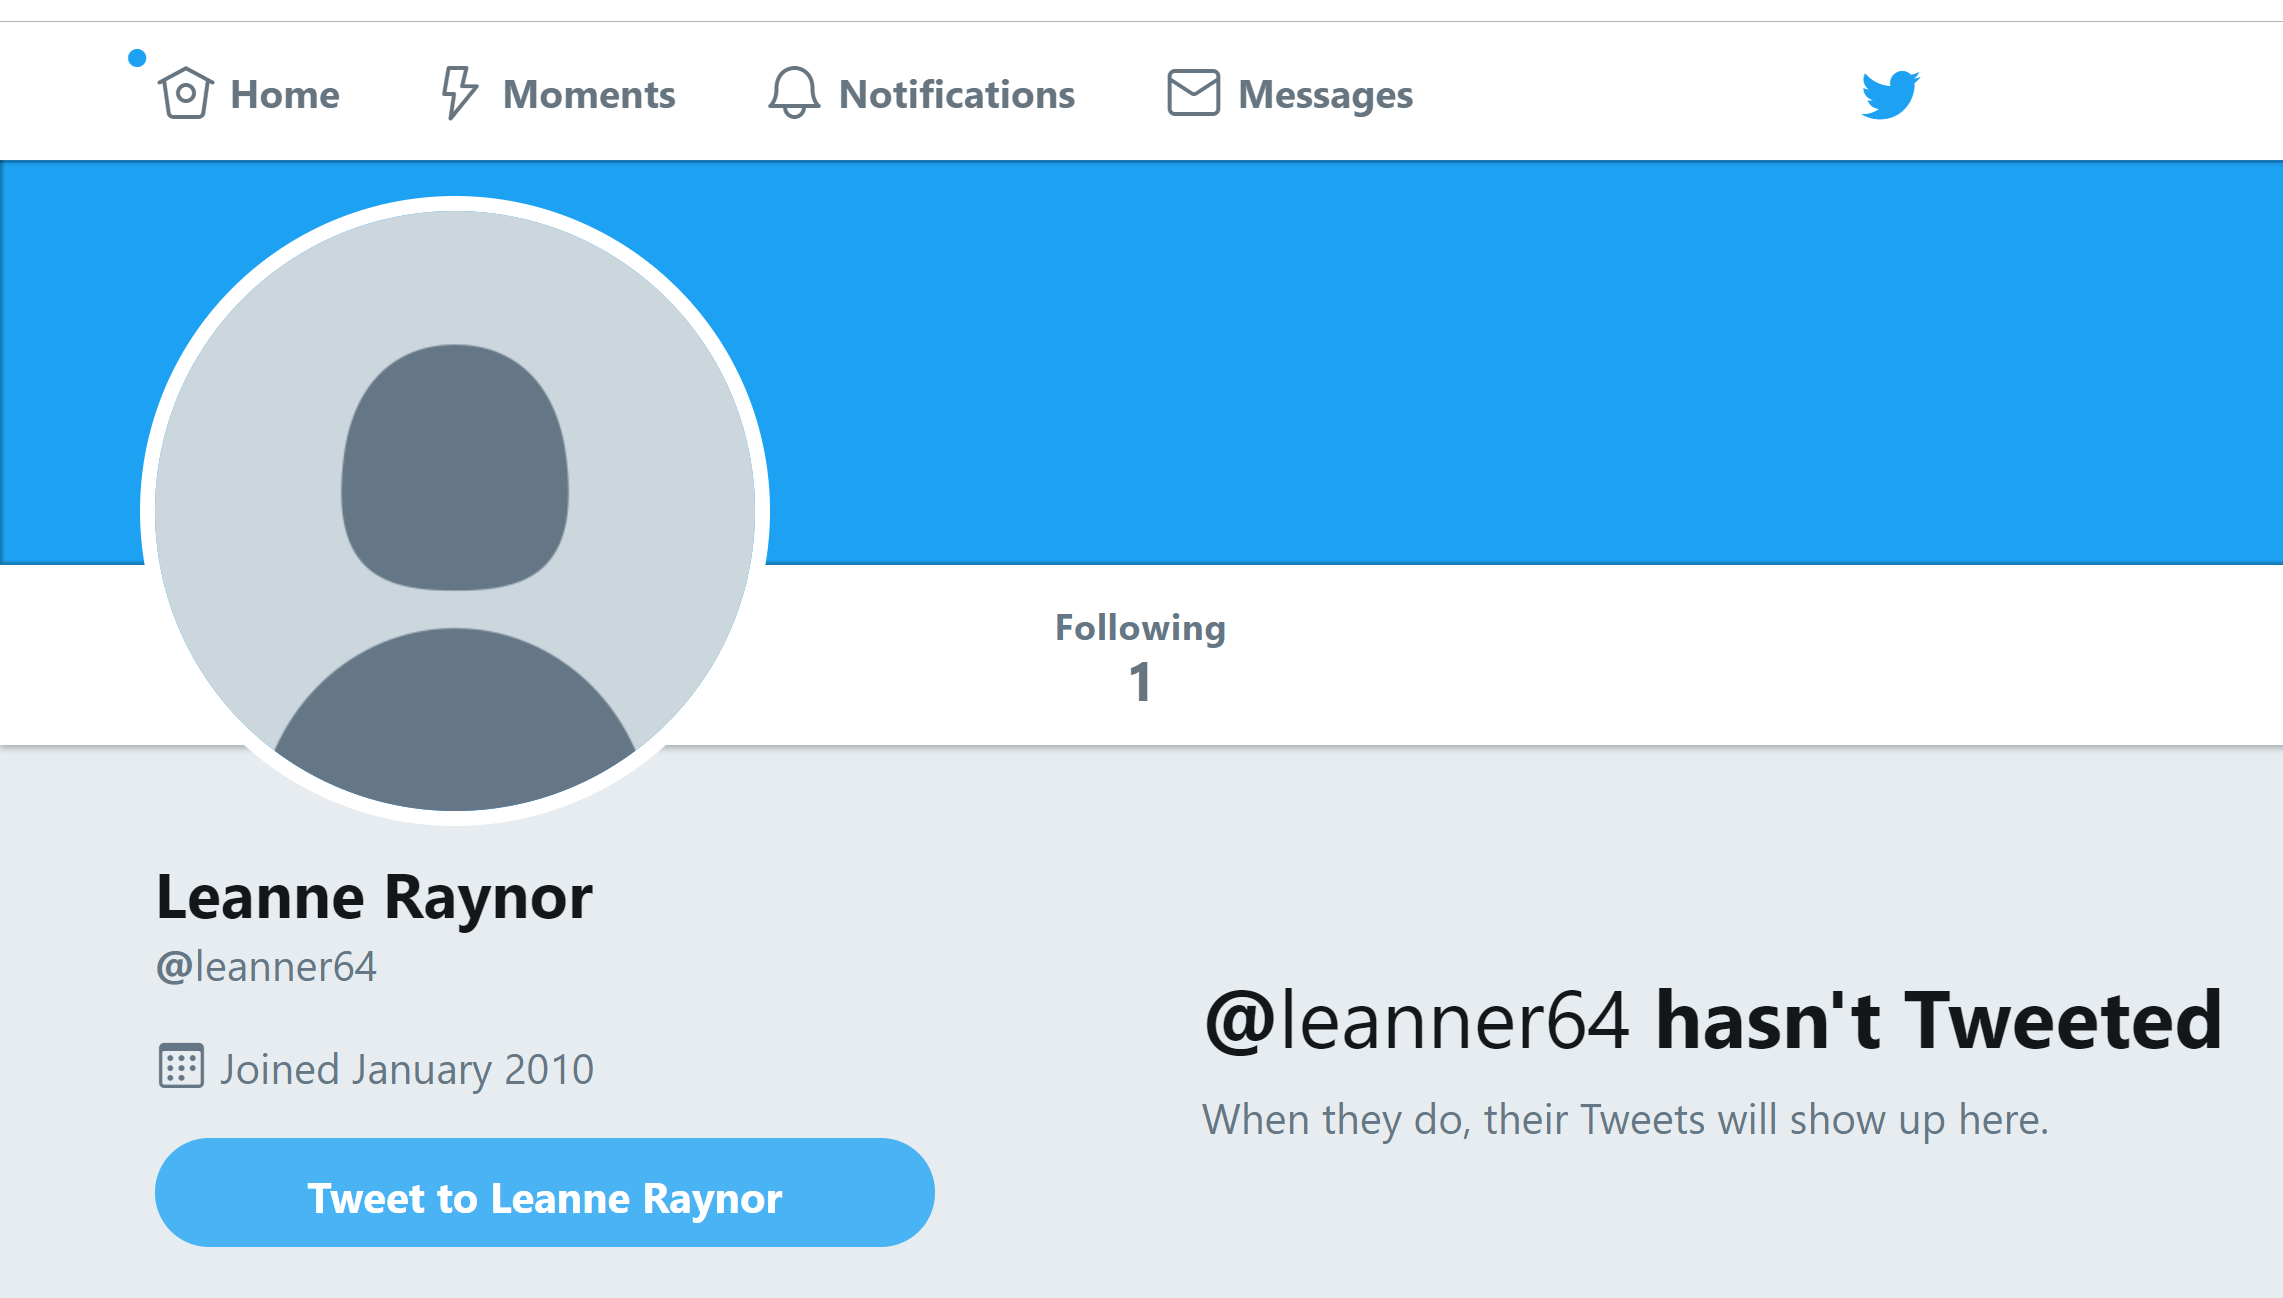 Home Moments Notifications Messages
Following
1
Leanne Raynor
@leanner64
Joined January 2010
Tweet to Leanne Raynor
@leanner64 hasn't Tweeted
When they do, their Tweets will show up here.